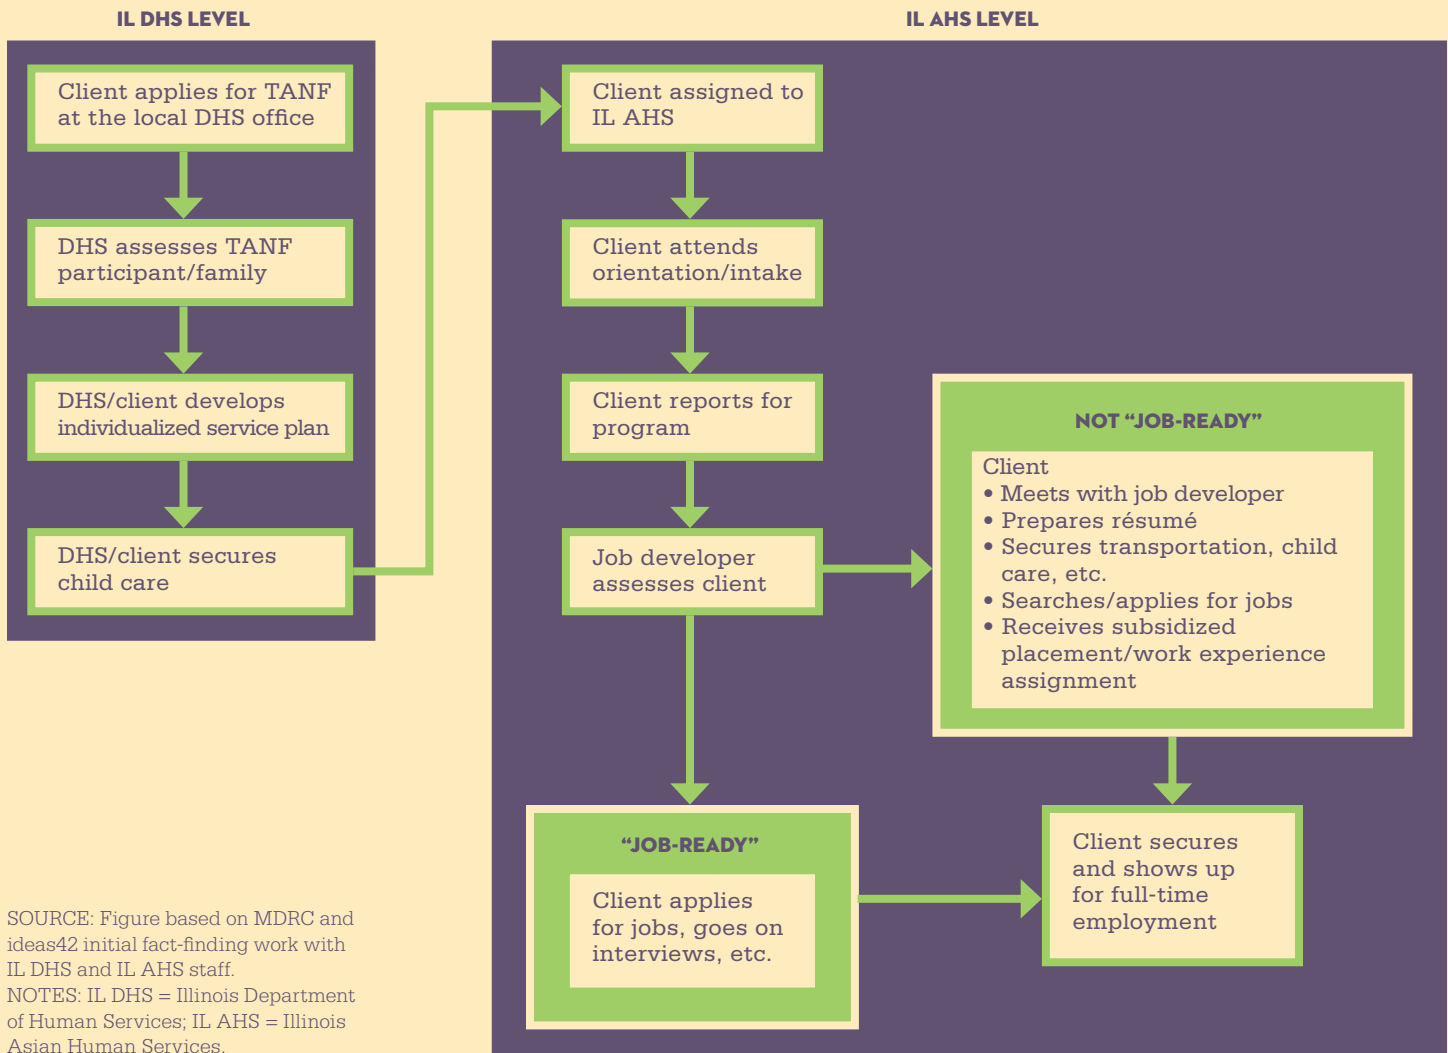 IL DHS LEVEL
Client applies for TANF
at the local DHS office
DHS assesses TANF
participant/family
DHS/client develops
individualized service plan
DHS/client secures
child care
IL AHS LEVEL
Client assigned to
IL AHS
Client attends
orientation/intake
Client reports for
program
Job developer
assesses client
NOT “JOB-READY”
Client
• Meets with job developer
• Prepares résumé
• Secures transportation, child
care, etc.
• Searches/applies for jobs
• Receives subsidized
placement/work experience
assignment
“JOB-READY”
Client applies
for jobs, goes on
interviews, etc.
Client secures
and shows up
for full-time
employment
SOURCE: Figure based on MDRC and
ideas42 initial fact-finding work with
IL DHS and IL AHS staff.
NOTES: IL DHS = Illinois Department
of Human Services; IL AHS = Illinois
Asian Human Services.